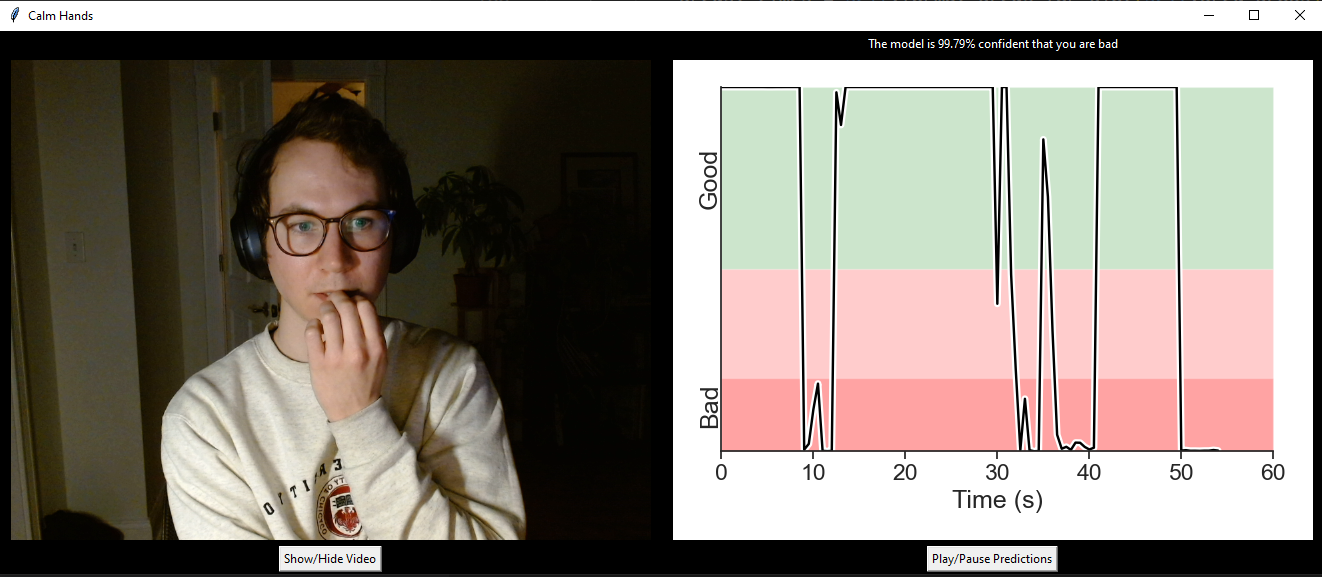 Calm Hands
The model is 99.79% confident that you are bad
Good
Bad
0 10 20 30 40 50 60
Time (s)
Show/Hide Video
Play/Pause Predictions